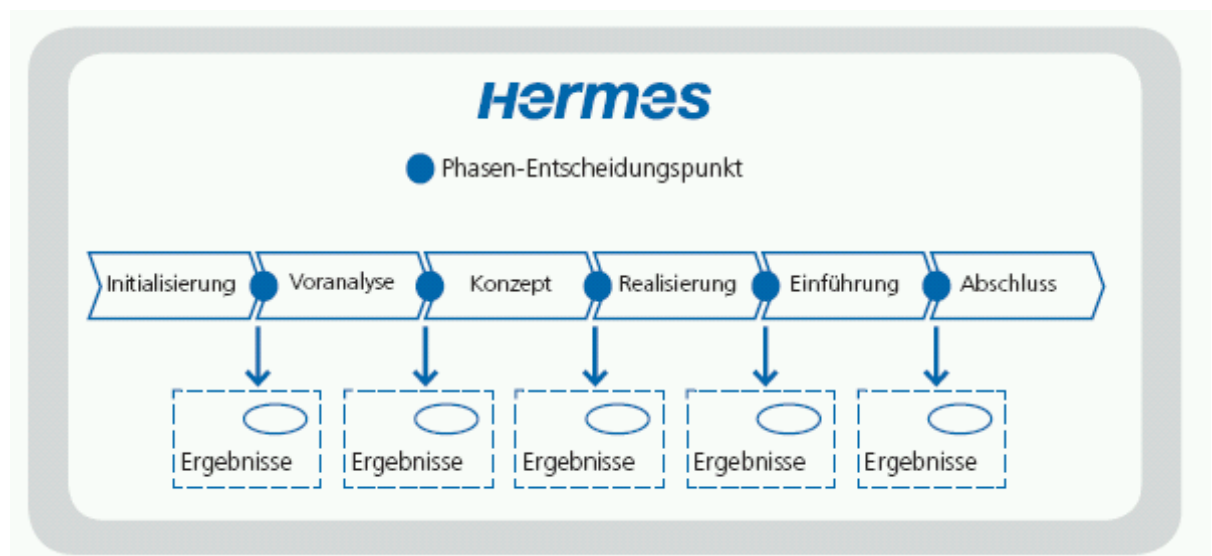 Hermes
Phasen-Entscheidungspunkt
Initialisierung Voranalyse Konzept Realisierung Einführung Abschluss
Ergebnisse Ergebnisse Ergebnisse Ergebnisse Ergebnisse